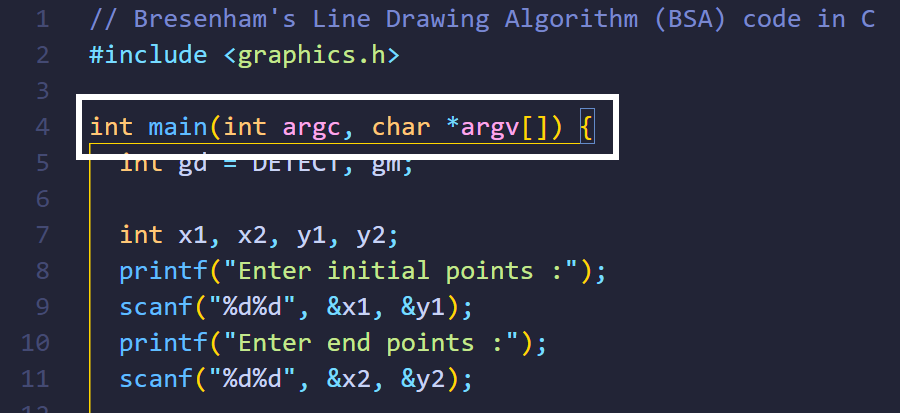 1 // Bresenham's Line Drawing Algorithm (BSA) code in C
2 #include <graphics.h>
3
4 int main(int argc, char *argv[]) {
5 int gd = DETECT, gm;
6
7 int x1, x2, y1, y2;
8 printf("Enter initial points :");
9 scanf("%d%d", &x1, &y1);
10 printf("Enter end points :");
11 scanf("%d%d", &x2, &y2);
12